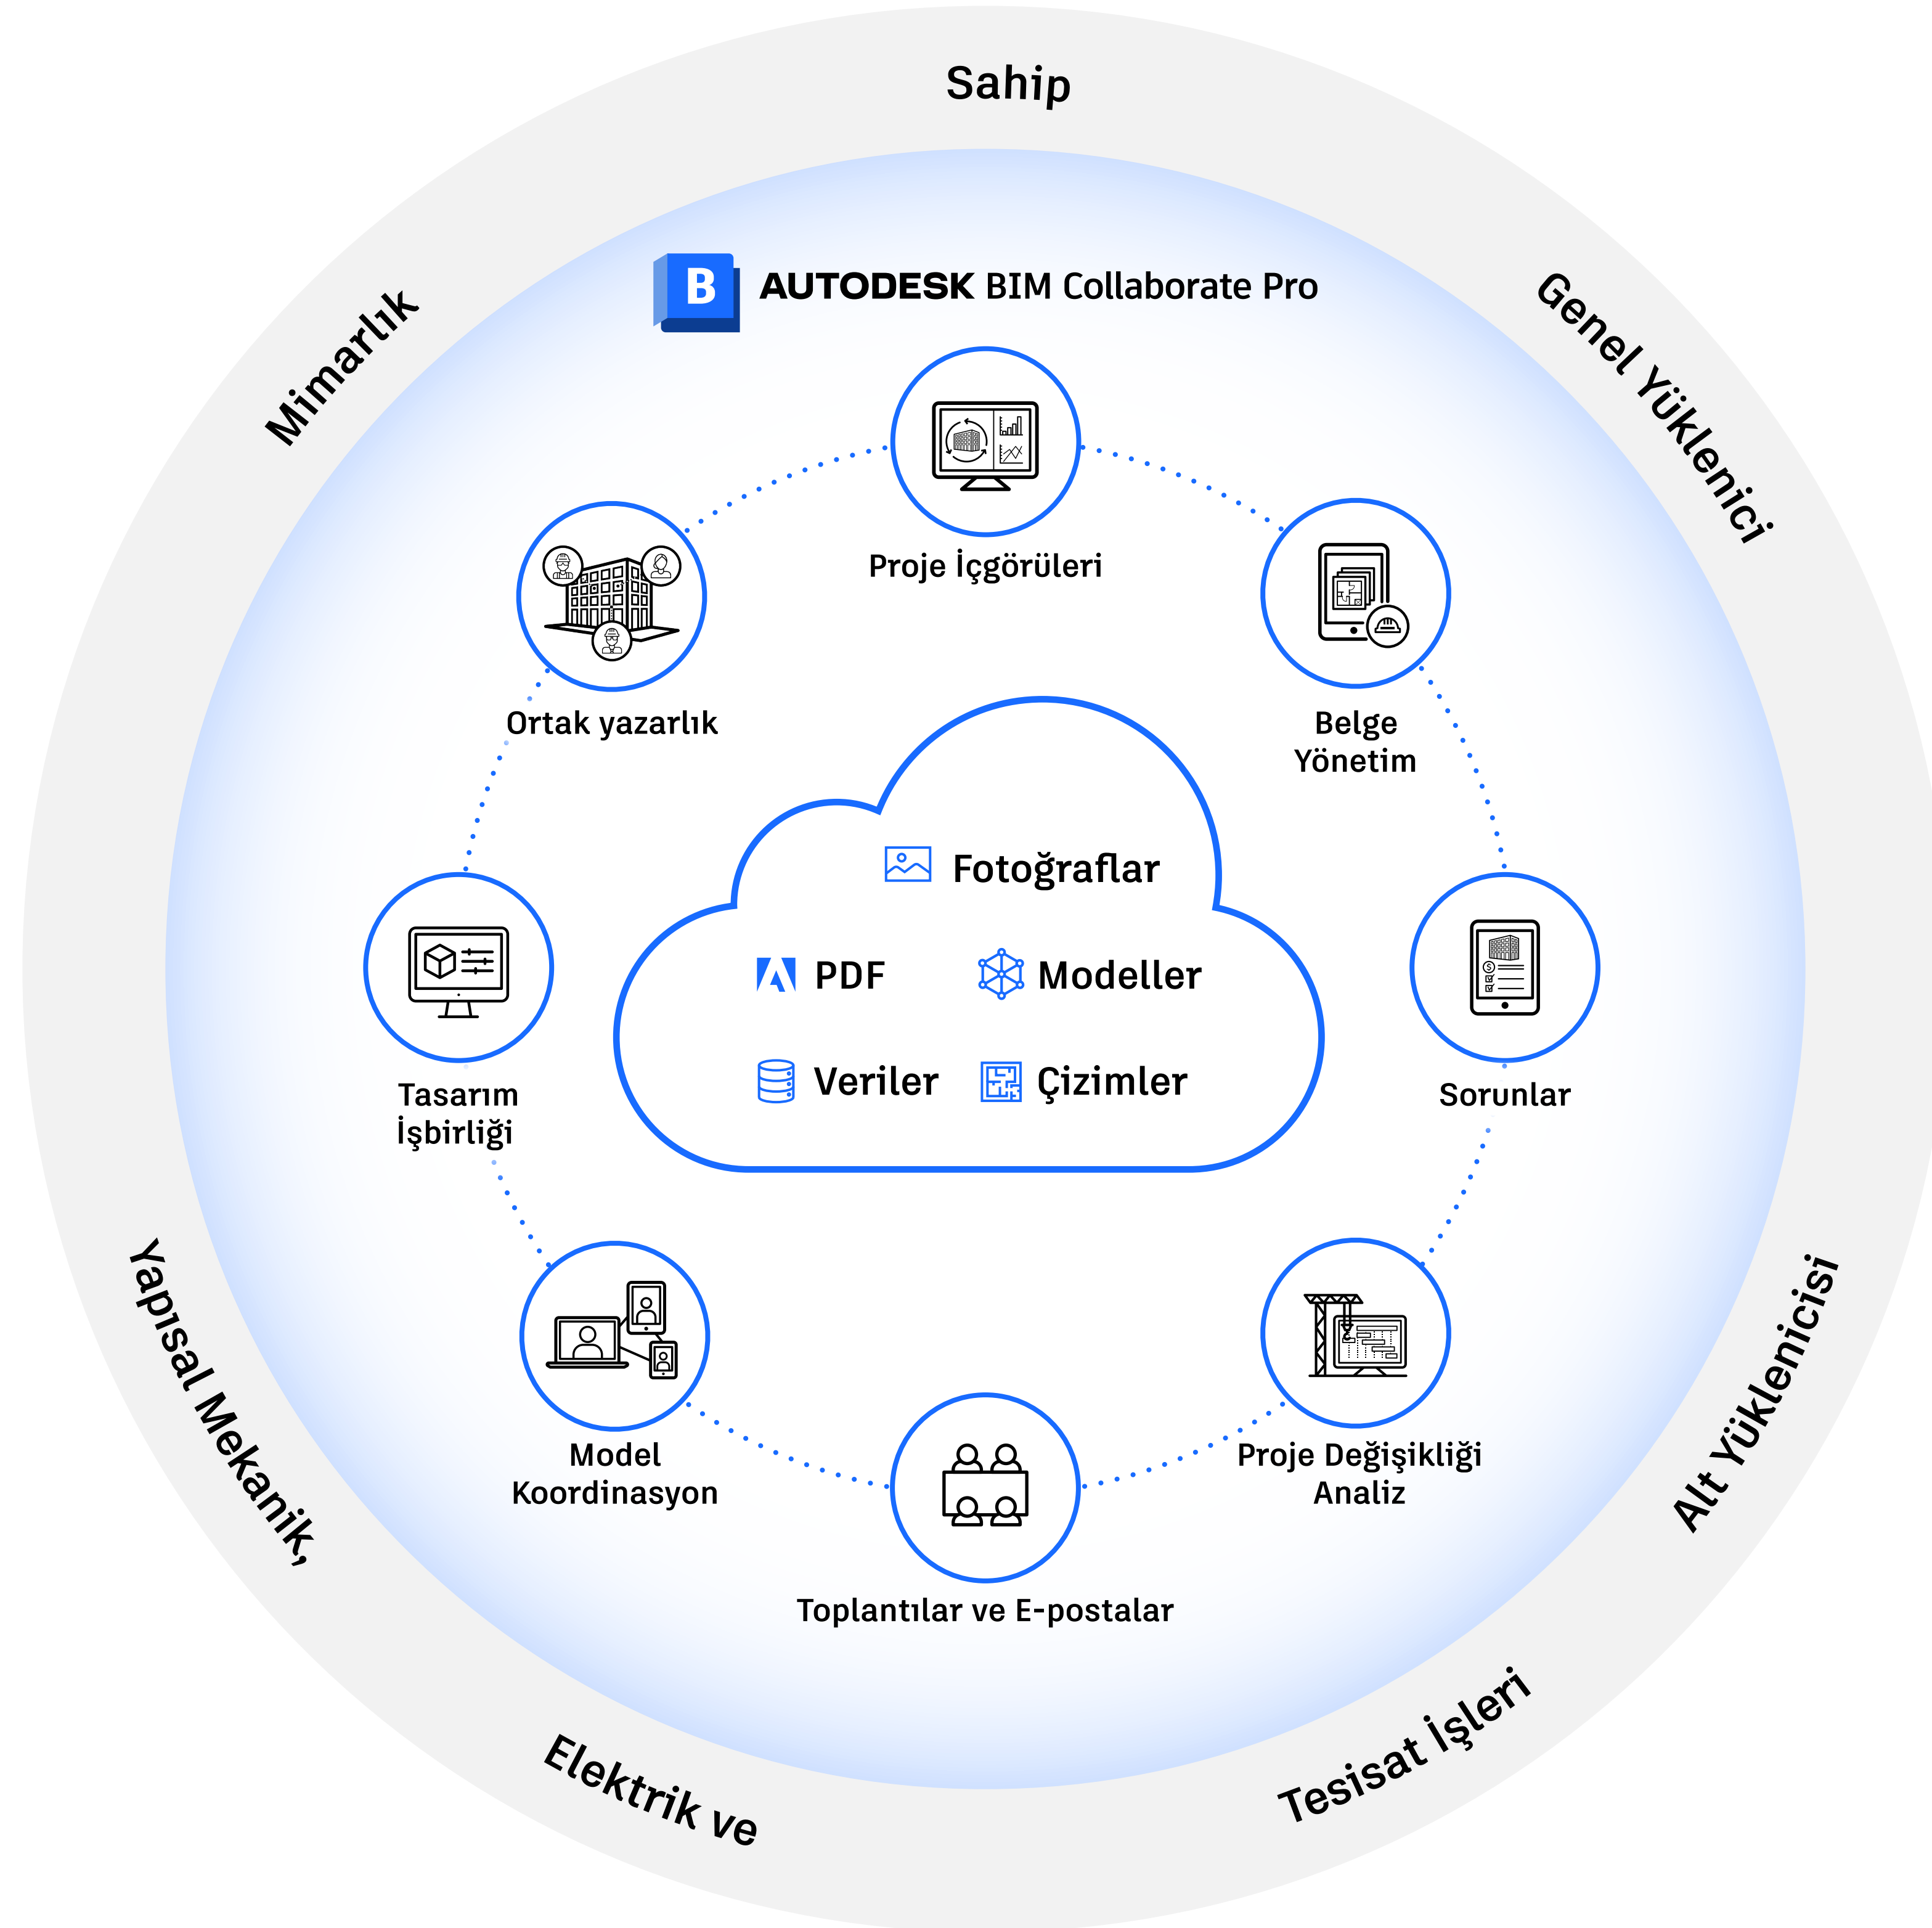 Sahip
Mimarlık
Genel Yüklenici
B AUTODESK BIM Collaborate Pro
Proje İçgörüleri
Ortak yazarlık
Belge
Yönetim
Fotoğraflar
PDF
Modeller
Veriler
Çizimler
Tasarım
İşbirliği
Sorunlar
Model
Koordinasyon
Proje Değişikliği
Analiz
Toplantılar ve E-postalar
Yapısal Mekanik,
Alt Yüklenicisi
Elektrik ve
Tesisat İşleri